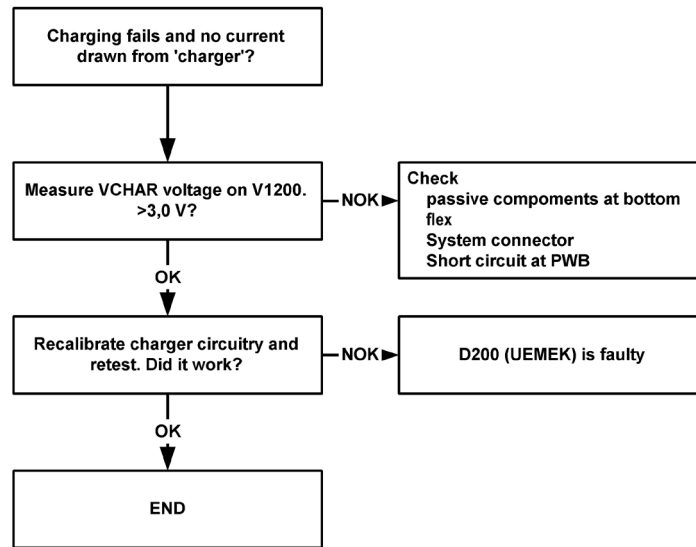 Charging fails and no current
drawn from 'charger'?
Measure VCHAR voltage on V1200.
>3,0 V?
NOK
Check
passive compoments at bottom
flex
System connector
Short circuit at PWB
OK
Recalibrate charger circuitry and
retest. Did it work?
NOK
D200 (UEMEK) is faulty
OK
END